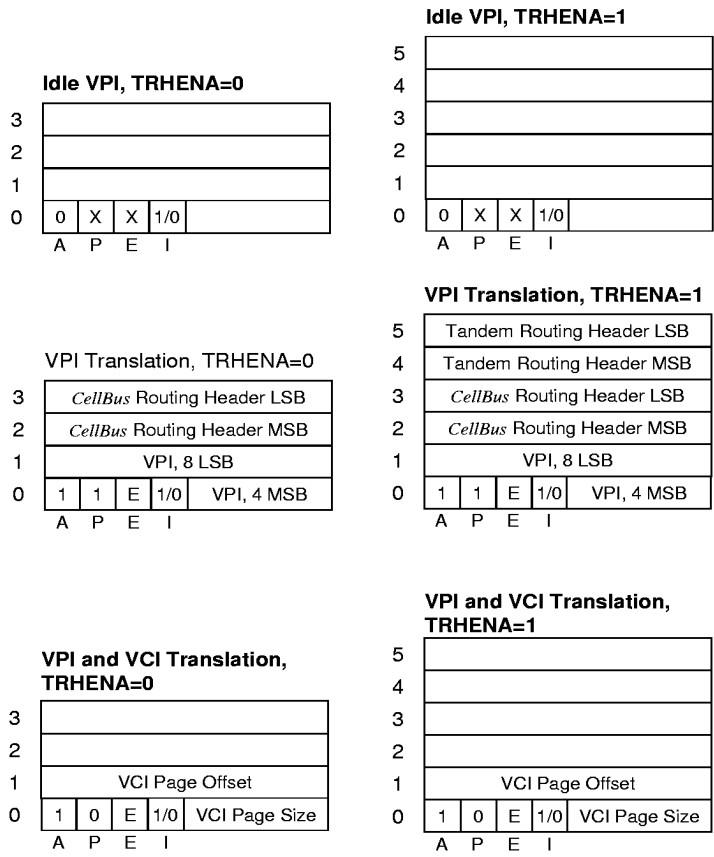 Idle VPI, TRHENA=0
3
2
1
0 0 X X 1/0
A P E I
Idle VPI, TRHENA=1
5
4
3
2
1
0 0 X X 1/0
A P E I
VPI Translation, TRHENA=0
3 CellBus Routing Header LSB
2 CellBus Routing Header MSB
1 VPI, 8 LSB
0 1 1 E 1/0 VPI, 4 MSB
A P E I
VPI Translation, TRHENA=1
5 Tandem Routing Header LSB
4 Tandem Routing Header MSB
3 CellBus Routing Header LSB
2 CellBus Routing Header MSB
1 VPI, 8 LSB
0 1 1 E 1/0 VPI, 4 MSB
A P E I
VPI and VCI Translation,
TRHENA=0
3
2
1 VCI Page Offset
0 1 0 E 1/0 VCI Page Size
A P E I
VPI and VCI Translation,
TRHENA=1
5
4
3
2
1 VCI Page Offset
0 1 0 E 1/0 VCI Page Size
A P E I